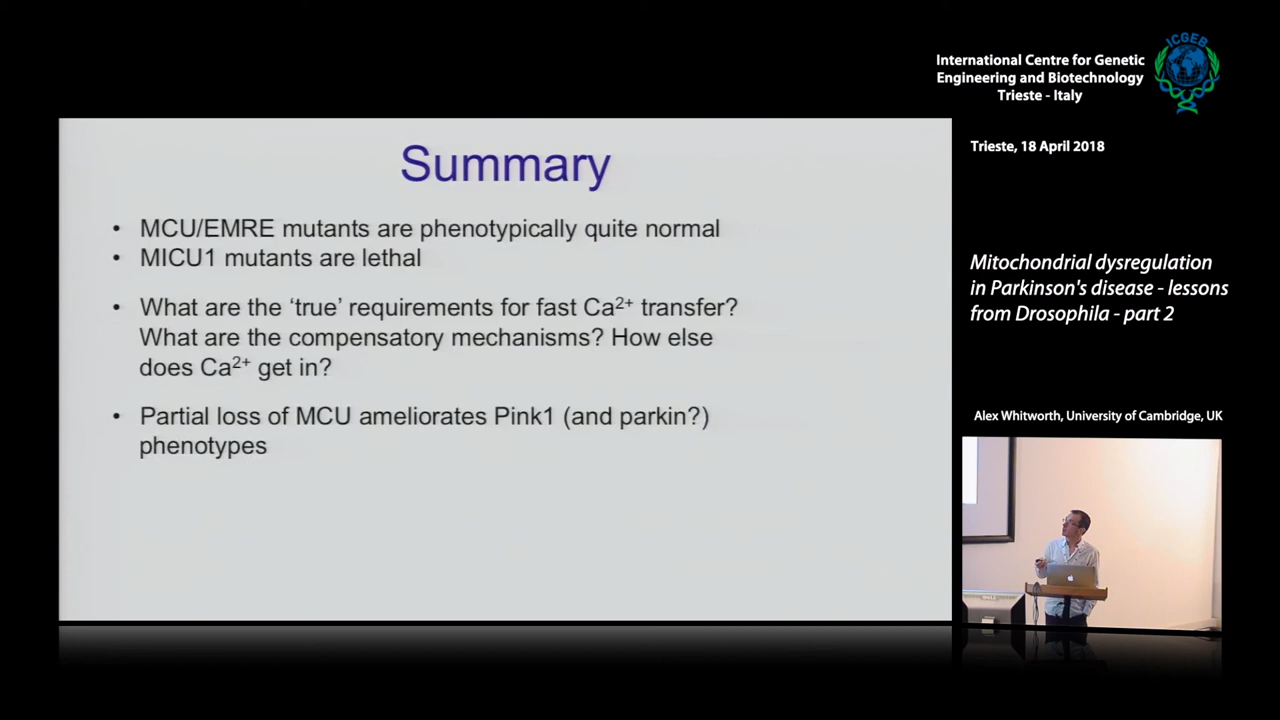 ICGEB
International Centre for Genetic
Engineering and Biotechnology
Trieste - Italy
Trieste, 18 April 2018
Summary
• MCU/EMRE mutants are phenotypically quite normal
• MICU1 mutants are lethal
• What are the ‘true’ requirements for fast Ca²⁺ transfer?
What are the compensatory mechanisms? How else
does Ca²⁺ get in?
• Partial loss of MCU ameliorates Pink1 (and parkin?)
phenotypes
Mitochondrial dysregulation
in Parkinson's disease - lessons
from Drosophila - part 2
Alex Whitworth, University of Cambridge, UK